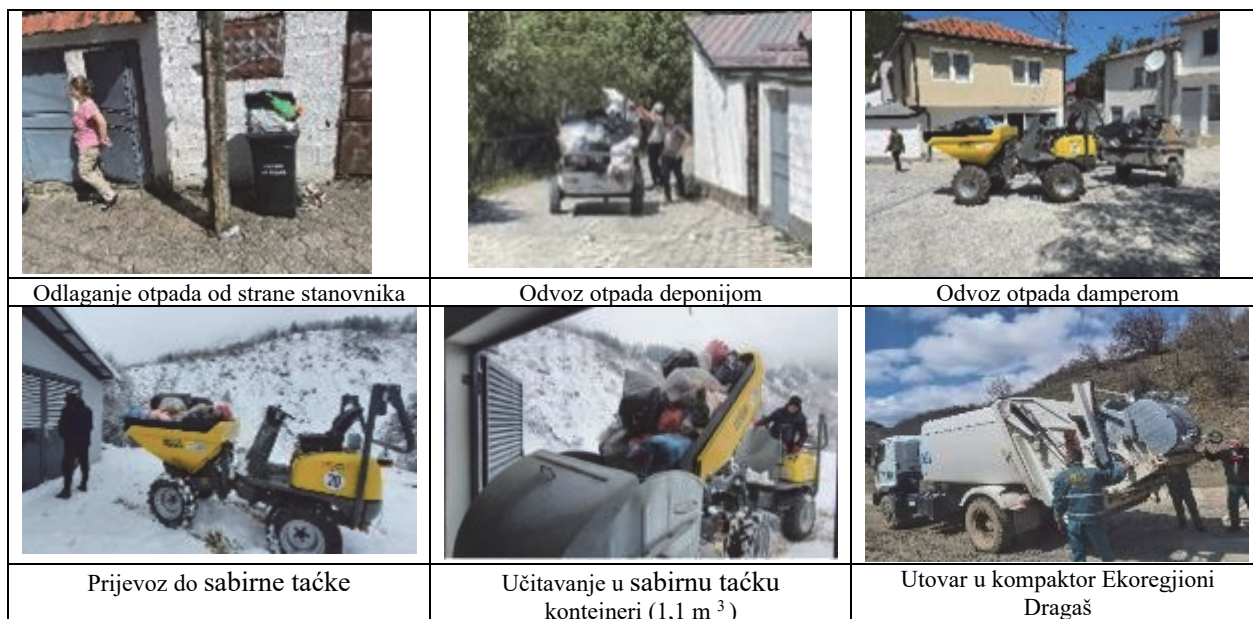 Odlaganje otpada od strane stanovnika
Odvoz otpada deponijom
Odvoz otpada damperom
Prijevoz do sabirne taćke
Učitavanje u sabirnu taćku
kontejneri (1,1 m ³ )
Utovar u kompaktor Ekoregjioni
Dragaš